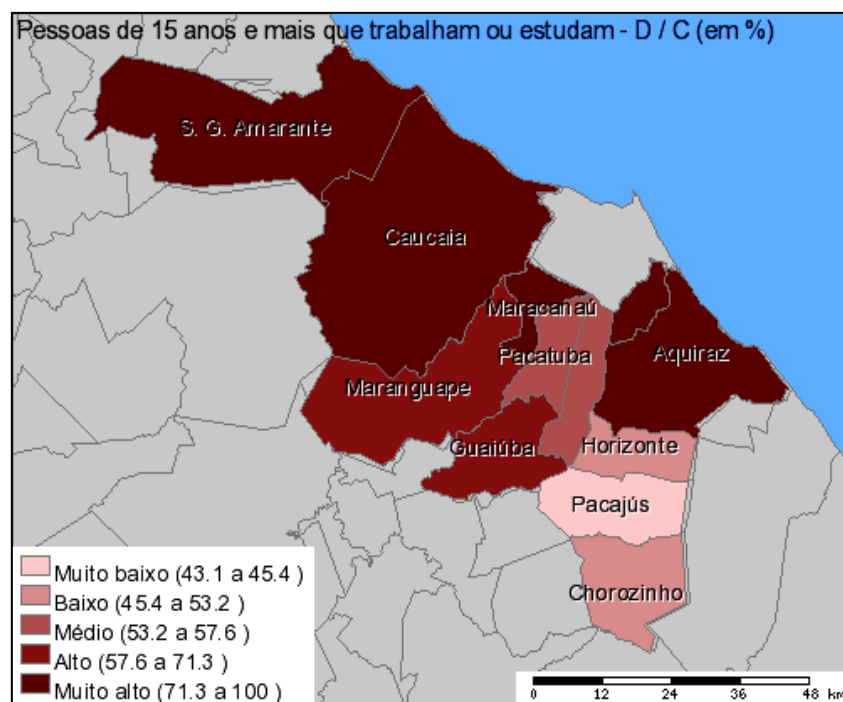 Pessoas de 15 anos e mais que trabalham ou estudam - D / C (em %)
S. G. Amarante
Caucaia
Maracanaú
Pacatuba
Aquiraz
Maranguape
Guaiúba
Horizonte
Pacajús
Chorozinho
Muito baixo (43.1 a 45.4 )
Baixo (45.4 a 53.2 )
Médio (53.2 a 57.6 )
Alto (57.6 a 71.3 )
Muito alto (71.3 a 100 )
0 12 24 36 48 km